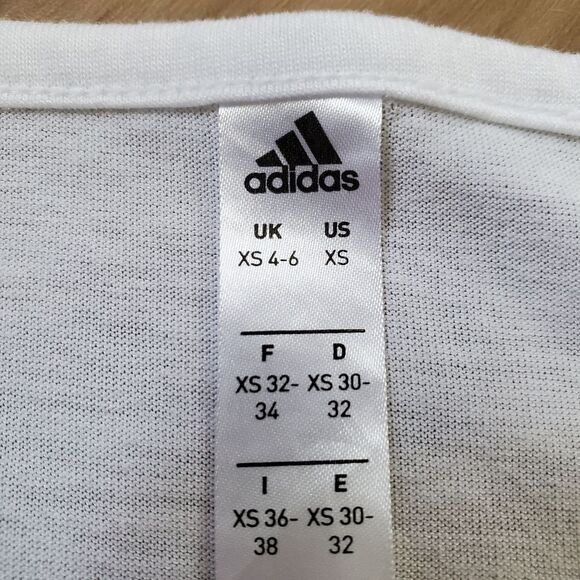 adidas
UK US
XS 4-6 XS
F D
XS 32- XS 30-
34 32
I E
XS 36- XS 30-
38 32